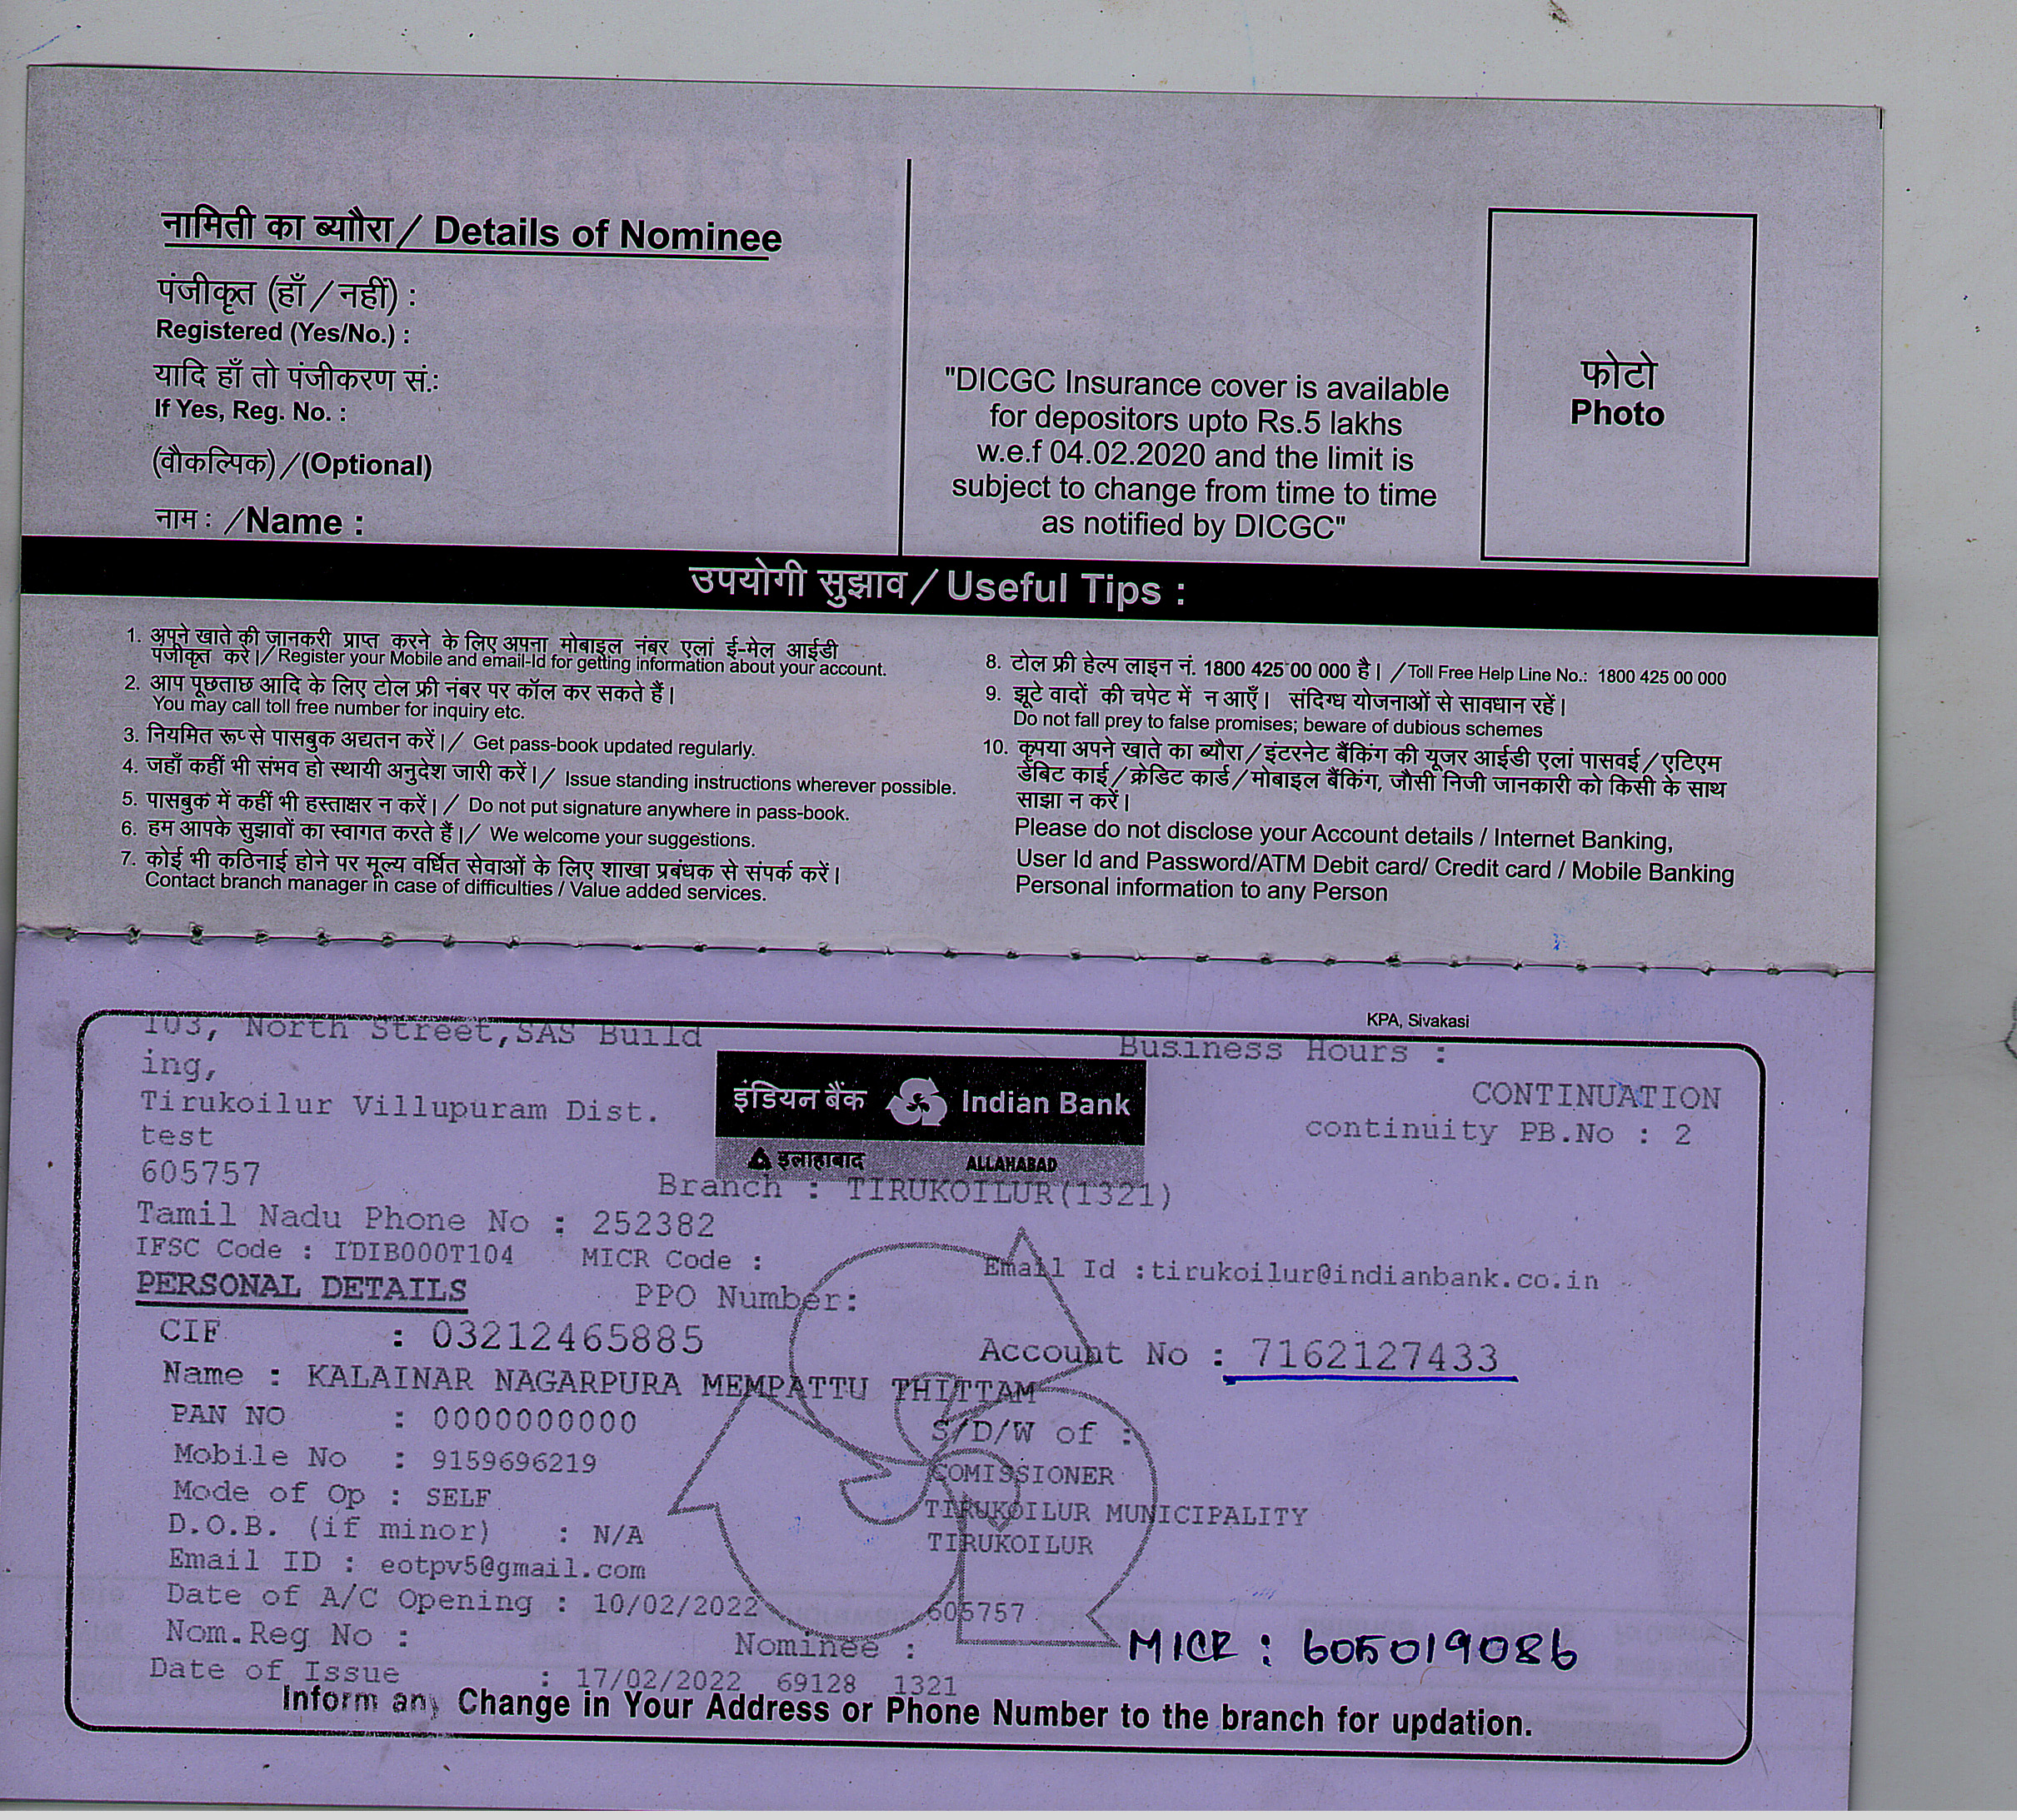 नामिती का ब्यौरा / Details of Nominee
पंजीकृत (हाँ / नहीं) :
Registered (Yes/No.) :
यादि हाँ तो पंजीकरण सं.:
If Yes, Reg. No. :
(वौकल्पिक) / (Optional)
नाम : / Name :
"DICGC Insurance cover is available
for depositors upto Rs.5 lakhs
w.e.f 04.02.2020 and the limit is
subject to change from time to time
as notified by DICGC"
फोटो
Photo
उपयोगी सुझाव / Useful Tips :
1. अपने खाते की जानकरी प्राप्त करने के लिए अपना मोबाइल नंबर एलां ई-मेल आईडी
पंजीकृत करें। / Register your Mobile and email-Id for getting information about your account.
2. आप पूछताछ आदि के लिए टोल फ्री नंबर पर कॉल कर सकते हैं।
You may call toll free number for inquiry etc.
3. नियमित रूप से पासबुक अद्यतन करें। / Get pass-book updated regularly.
4. जहाँ कहीं भी संभव हो स्थायी अनुदेश जारी करें। / Issue standing instructions wherever possible.
5. पासबुक में कहीं भी हस्ताक्षर न करें। / Do not put signature anywhere in pass-book.
6. हम आपके सुझावों का स्वागत करते हैं। / We welcome your suggestions.
7. कोई भी कठिनाई होने पर मूल्य वर्धित सेवाओं के लिए शाखा प्रबंधक से संपर्क करें।
Contact branch manager in case of difficulties / Value added services.
8. टोल फ्री हेल्प लाइन नं. 1800 425 00 000 है। / Toll Free Help Line No.: 1800 425 00 000
9. झूटे वादों की चपेट में न आएँ। संदिग्ध योजनाओं से सावधान रहें।
Do not fall prey to false promises; beware of dubious schemes
10. कृपया अपने खाते का ब्यौरा / इंटरनेट बैंकिंग की यूजर आईडी एलां पासवई / एटिएम
डेबिट काई / क्रेडिट कार्ड / मोबाइल बैंकिंग, जौसी निजी जानकारी को किसी के साथ
साझा न करें।
Please do not disclose your Account details / Internet Banking,
User Id and Password/ATM Debit card/ Credit card / Mobile Banking
Personal information to any Person
KPA, Sivakasi
103, North Street,SAS Build
Business Hours :
ing,
इंडियन बैंक Indian Bank
CONTINUATION
Tirukoilur Villupuram Dist.
continuity PB.No : 2
test
इलाहाबाद ALLAHABAD
605757
Branch : TIRUKOILUR(1321)
Tamil Nadu Phone No : 252382
IFSC Code : IDIB000T104 MICR Code :
Email Id :tirukoilur@indianbank.co.in
PERSONAL DETAILS PPO Number:
CIF : 03212465885
Account No : 7162127433
Name : KALAINAR NAGARPURA MEMPATTU THITTAM
PAN NO : 0000000000
S/D/W of :
Mobile No : 9159696219
COMISSIONER
Mode of Op : SELF
TIRUKOILUR MUNICIPALITY
D.O.B. (if minor) : N/A
TIRUKOILUR
Email ID : eotpv5@gmail.com
Date of A/C Opening : 10/02/2022
605757
Nom.Reg No :
Nominee :
MICR : 605019086
Date of Issue : 17/02/2022 69128 1321
Inform any Change in Your Address or Phone Number to the branch for updation.